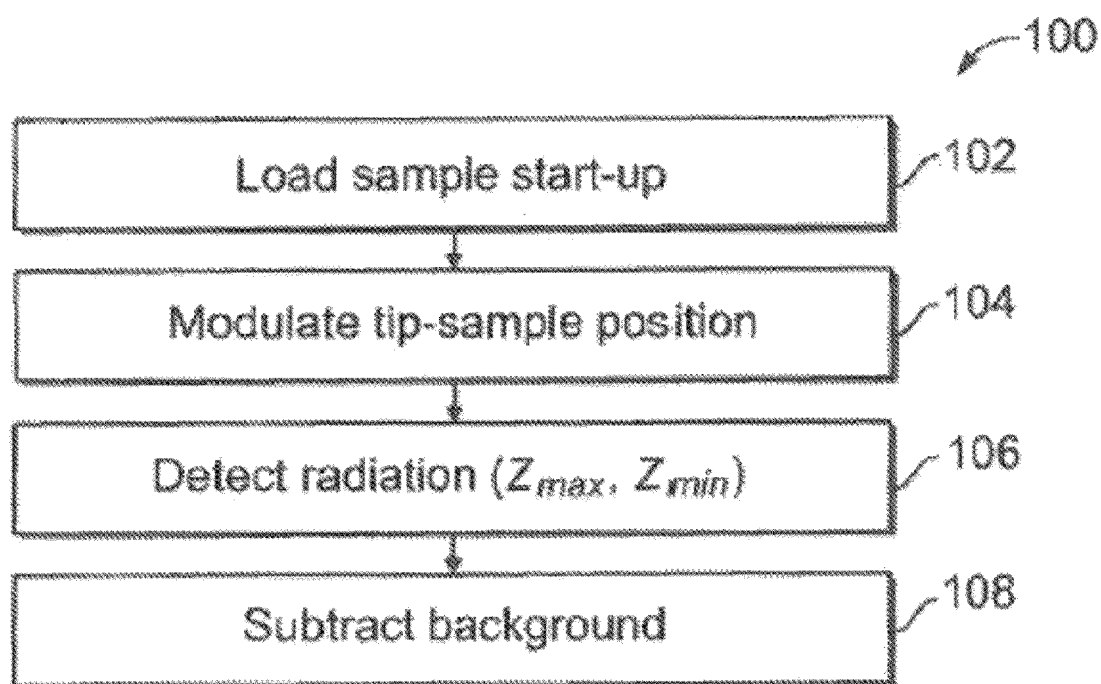 100
Load sample start-up
102
Modulate tip-sample position
104
Detect radiation (Zmax, Zmin)
106
Subtract background
108